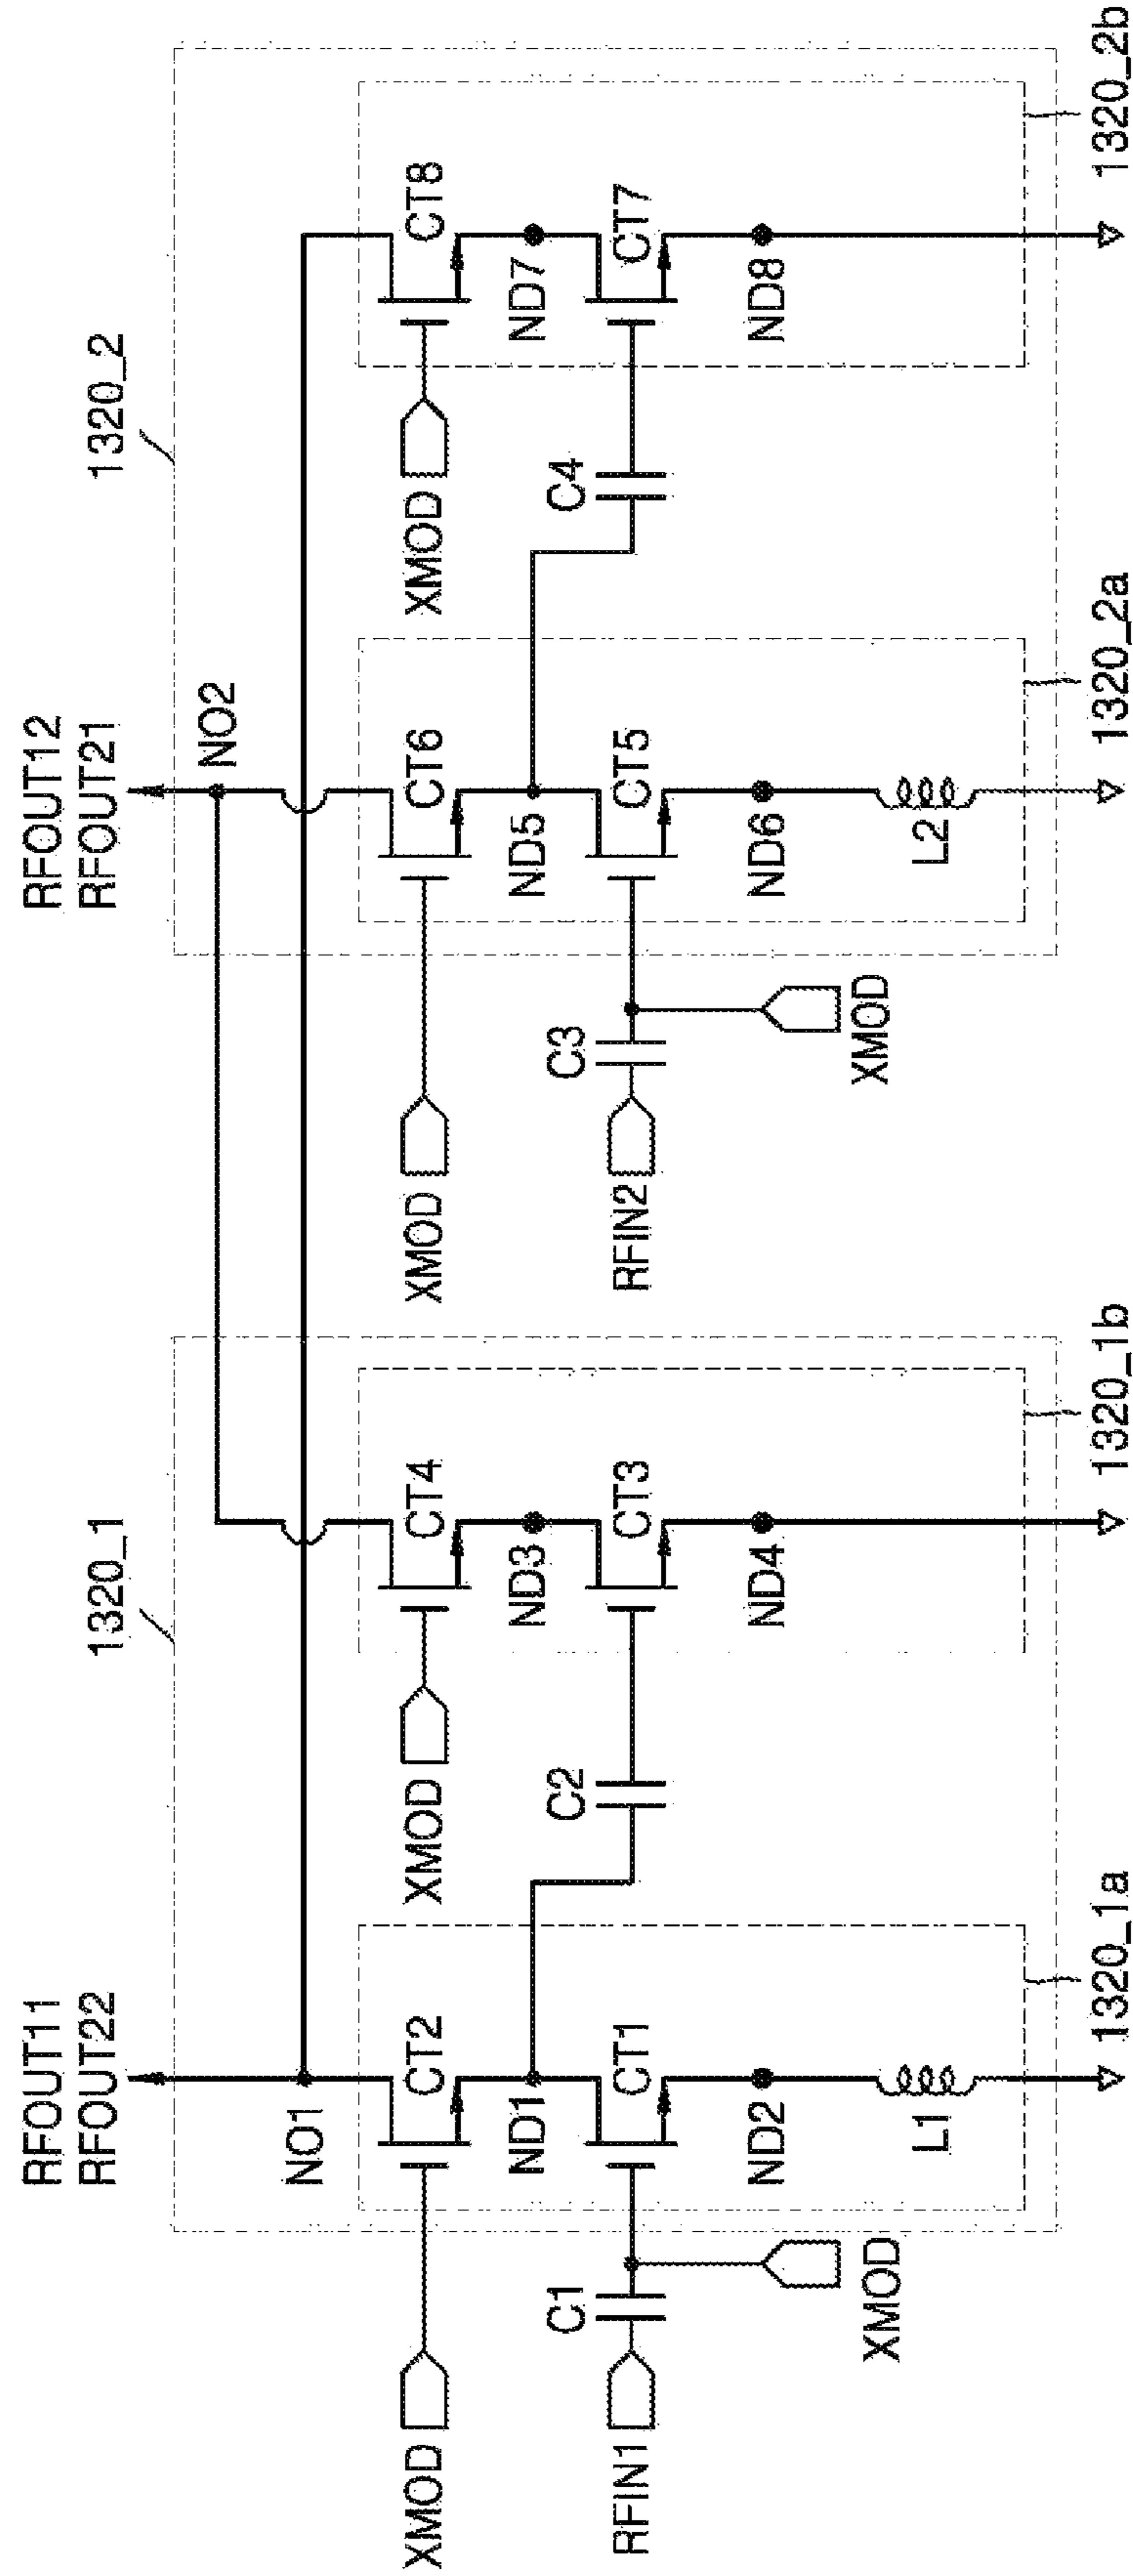 RFOUT11
RFOUT22
RFOUT12
RFOUT21
1320_1
1320_2
NO1
NO2
XMOD
CT2
XMOD
CT4
XMOD
CT6
XMOD
CT8
ND1
ND3
ND5
ND7
RFIN1
C1
CT1
C2
CT3
RFIN2
C3
CT5
C4
CT7
XMOD
ND2
ND4
XMOD
ND6
ND8
L1
L2
1320_1a
1320_1b
1320_2a
1320_2b